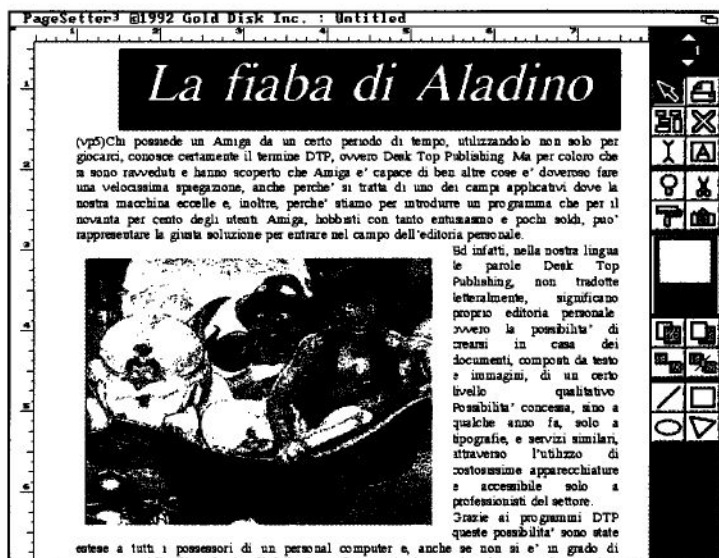 PageSetter³ ©1992 Gold Disk Inc. : Untitled
1
La fiaba di Aladino
(vp5)Chi possiede un Amiga da un certo periodo di tempo, utilizzandolo non solo per
giocarci, conosce certamente il termine DTP, ovvero Desk Top Publishing. Ma per coloro che
si sono ravveduti e hanno scoperto che Amiga e' capace di ben altre cose e' doveroso fare
una velocissima spiegazione, anche perche' si tratta di uno dei campi applicativi dove la
nostra macchina eccelle e, inoltre, perche' stiamo per introdurre un programma che per il
novanta per cento degli utenti Amiga, hobbisti con tanto entusiasmo e pochi soldi, puo'
rappresentare la giusta soluzione per entrare nel campo dell'editoria personale.
Ed infatti, nella nostra lingua
le parole Desk Top
Publishing, non tradotte
letteralmente, significano
proprio editoria personale
ovvero la possibilita' di
crearsi in casa dei
documenti, composti da testo
e immagini, di un certo
livello qualitativo.
Possibilita' concessa, sino a
qualche anno fa, solo a
tipografie, e servizi similari,
attraverso l'utilizzo di
costosissime apparecchiature
e accessibile solo a
professionisti del settore.
Grazie ai programmi DTP
queste possibilita' sono state
estese a tutti i possessori di un personal computer e, anche se non si e' in grado di